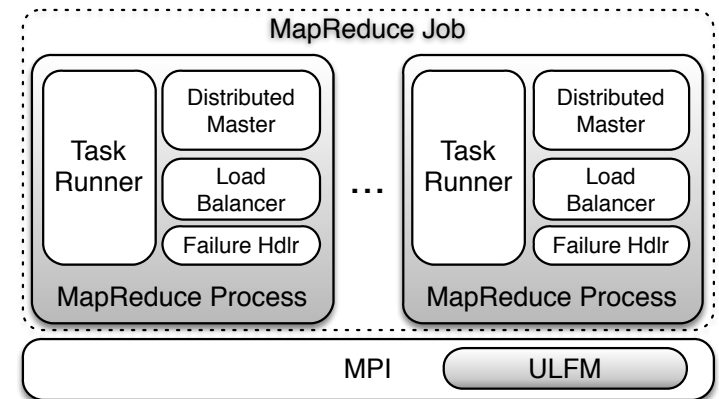 MapReduce Job
Task
Runner
Distributed
Master
Load
Balancer
Failure Hdlr
MapReduce Process
...
Task
Runner
Distributed
Master
Load
Balancer
Failure Hdlr
MapReduce Process
MPI
ULFM